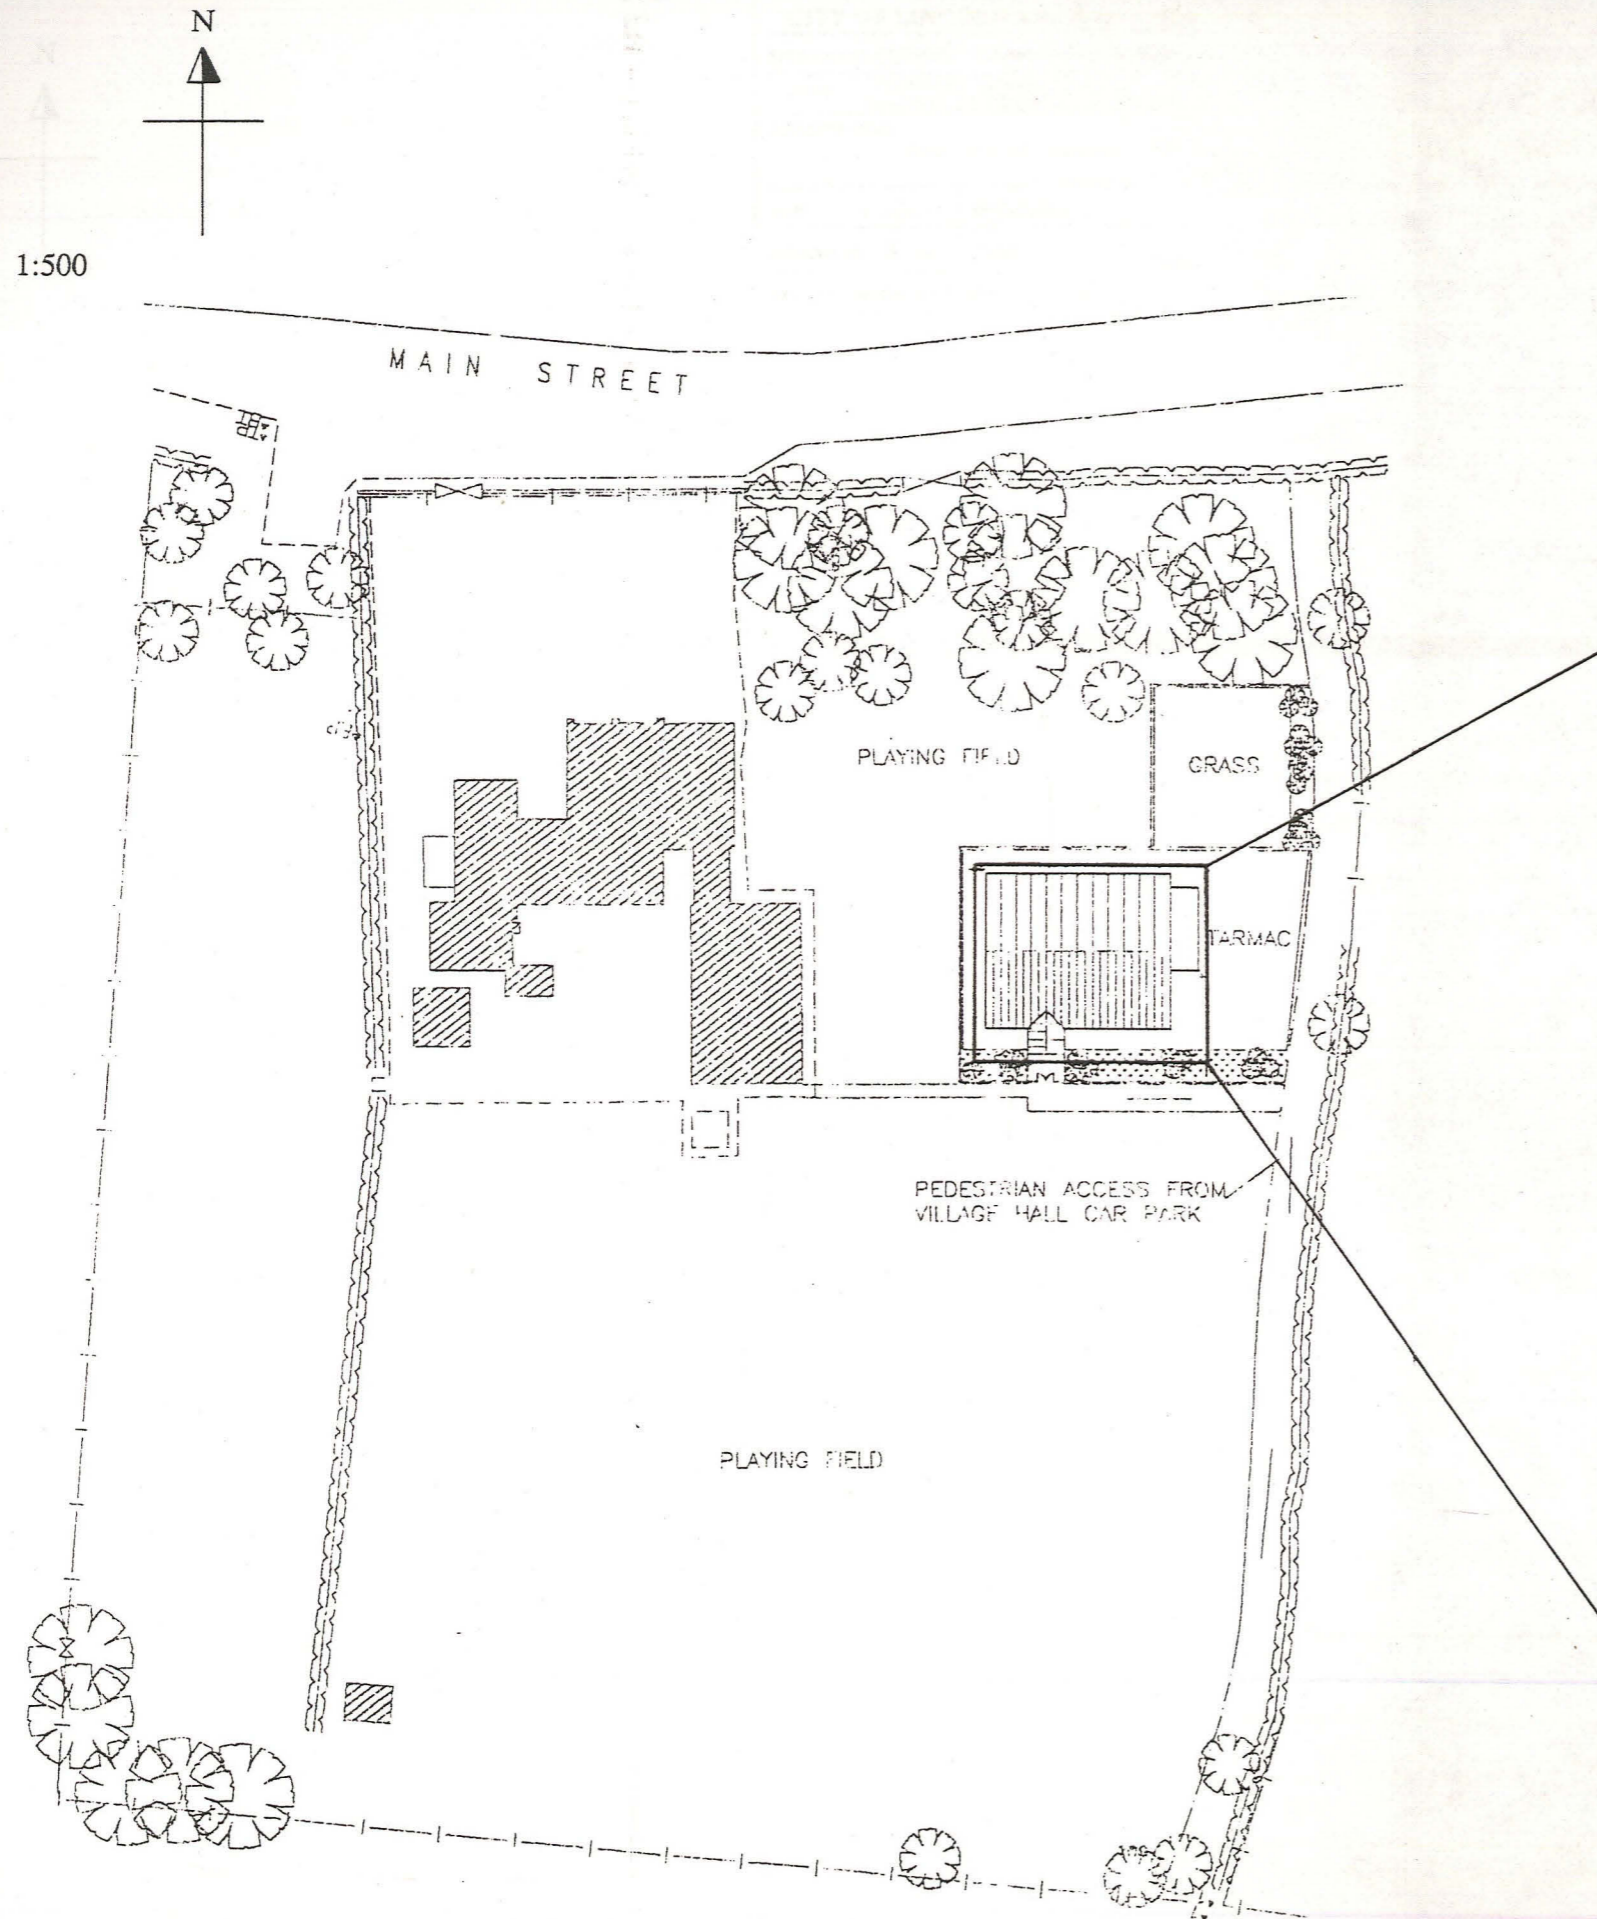 N
1:500
MAIN STREET
PLAYING FIELD
GRASS
TARMAC
PEDESTRIAN ACCESS FROM
VILLAGE HALL CAR PARK
PLAYING FIELD